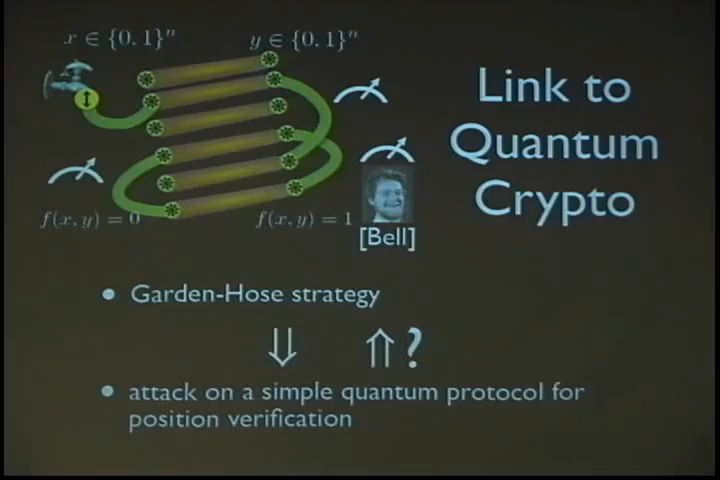 x ∈ {0, 1}ⁿ
y ∈ {0, 1}ⁿ
Link to
Quantum
Crypto
f(x, y) = 0
f(x, y) = 1
[Bell]
• Garden-Hose strategy
⇓ ⇑ ?
• attack on a simple quantum protocol for
position verification